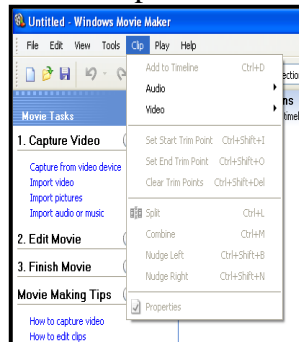 Untitled - Windows Movie Maker
File Edit View Tools Clip Play Help
Movie Tasks
1. Capture Video
Capture from video device
Import video
Import pictures
Import audio or music
2. Edit Movie
3. Finish Movie
Movie Making Tips
How to capture video
How to edit clips
Add to Timeline Ctrl+D
Audio
Video
Set Start Trim Point Ctrl+Shift+I
Set End Trim Point Ctrl+Shift+O
Clear Trim Points Ctrl+Shift+Del
Split Ctrl+L
Combine Ctrl+M
Nudge Left Ctrl+Shift+B
Nudge Right Ctrl+Shift+N
Properties